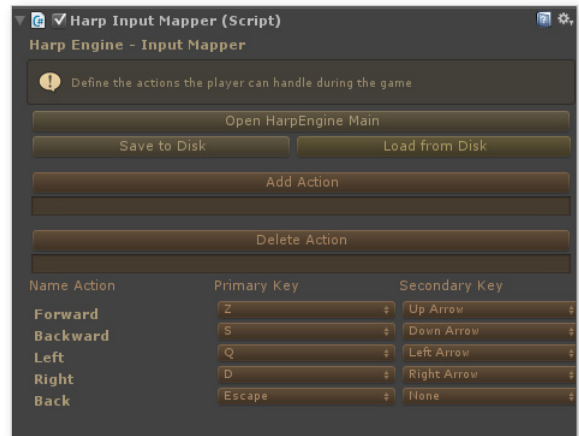 Harp Input Mapper (Script)
Harp Engine - Input Mapper
Define the actions the player can handle during the game
Open HarpEngine Main
Save to Disk Load from Disk
Add Action
Delete Action
Name Action Primary Key Secondary Key
Forward Z Up Arrow
Backward S Down Arrow
Left Q Left Arrow
Right D Right Arrow
Back Escape None